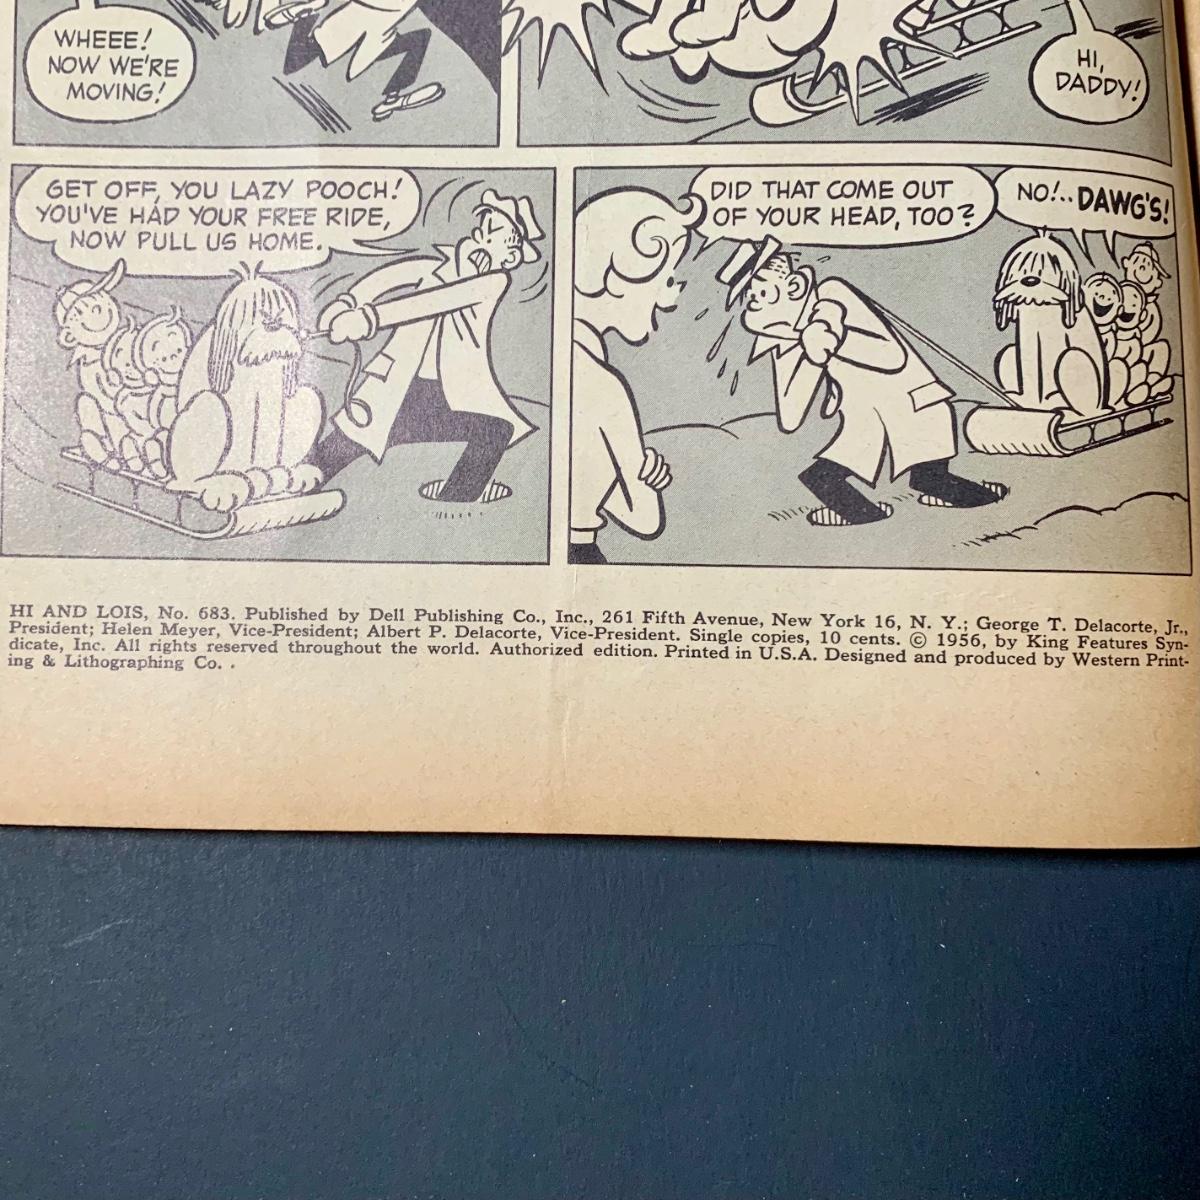 WHEEE!
NOW WE'RE
MOVING!
HI,
DADDY!
GET OFF, YOU LAZY POOCH!
YOU'VE HAD YOUR FREE RIDE,
NOW PULL US HOME.
DID THAT COME OUT
OF YOUR HEAD, TOO?
NO!.. DAWG'S!
HI AND LOIS, No. 683. Published by Dell Publishing Co., Inc., 261 Fifth Avenue, New York 16, N. Y.; George T. Delacorte, Jr.,
President; Helen Meyer, Vice-President; Albert P. Delacorte, Vice-President. Single copies, 10 cents. © 1956, by King Features Syn-
dicate, Inc. All rights reserved throughout the world. Authorized edition. Printed in U.S.A. Designed and produced by Western Print-
ing & Lithographing Co. .